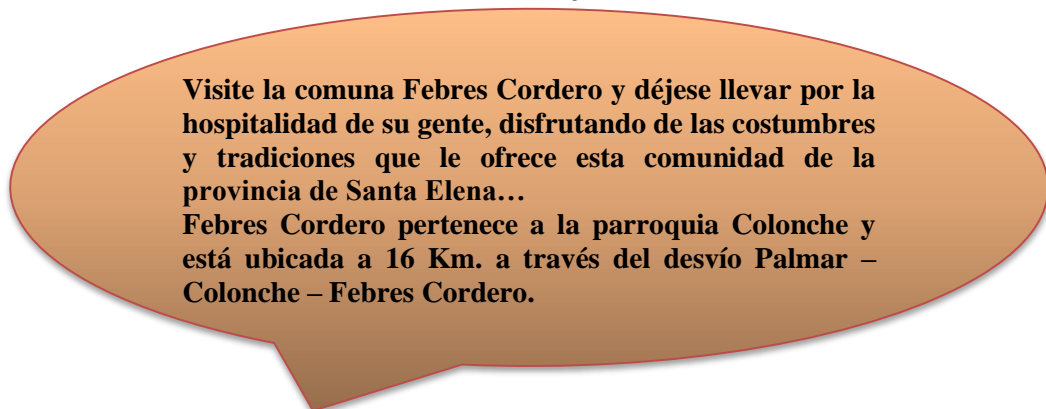 Visite la comuna Febres Cordero y déjese llevar por la
hospitalidad de su gente, disfrutando de las costumbres
y tradiciones que le ofrece esta comunidad de la
provincia de Santa Elena…
Febres Cordero pertenece a la parroquia Colonche y
está ubicada a 16 Km. a través del desvío Palmar –
Colonche – Febres Cordero.